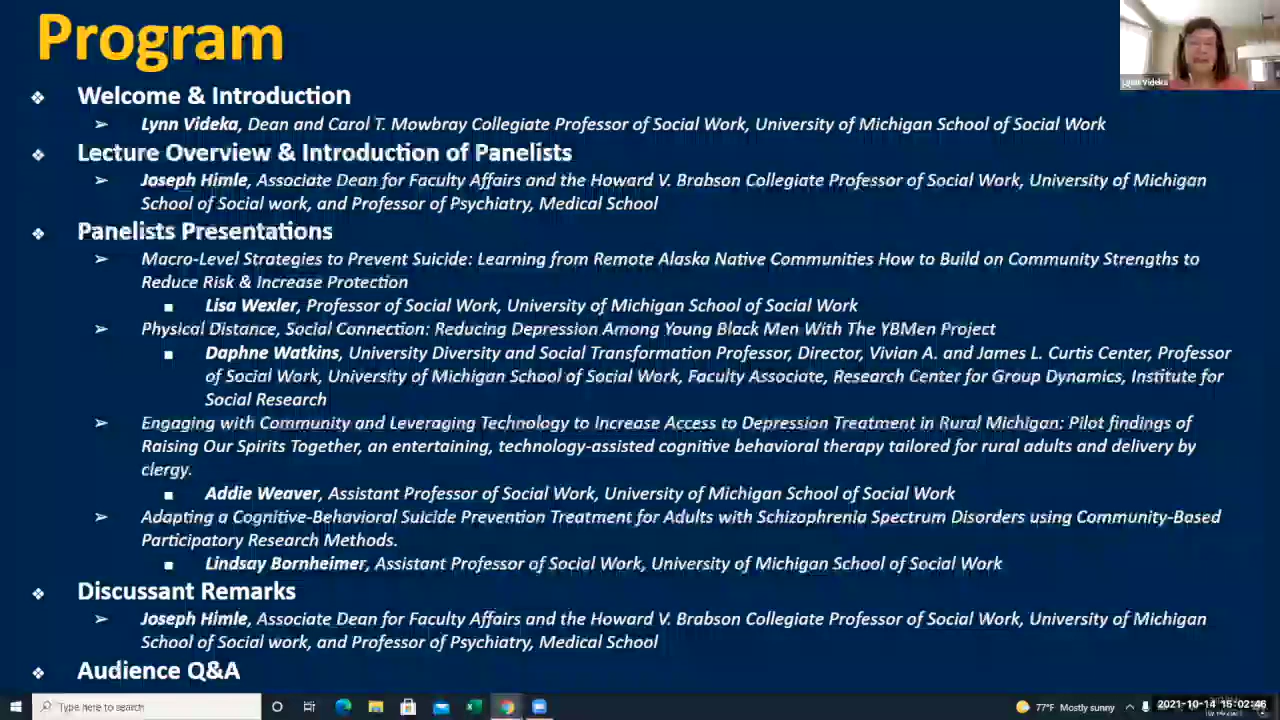 Program
Lynn Videka
❖ Welcome & Introduction
➢ Lynn Videka, Dean and Carol T. Mowbray Collegiate Professor of Social Work, University of Michigan School of Social Work
❖ Lecture Overview & Introduction of Panelists
➢ Joseph Himle, Associate Dean for Faculty Affairs and the Howard V. Brabson Collegiate Professor of Social Work, University of Michigan
School of Social work, and Professor of Psychiatry, Medical School
❖ Panelists Presentations
➢ Macro-Level Strategies to Prevent Suicide: Learning from Remote Alaska Native Communities How to Build on Community Strengths to
Reduce Risk & Increase Protection
▪ Lisa Wexler, Professor of Social Work, University of Michigan School of Social Work
➢ Physical Distance, Social Connection: Reducing Depression Among Young Black Men With The YBMen Project
▪ Daphne Watkins, University Diversity and Social Transformation Professor, Director, Vivian A. and James L. Curtis Center, Professor
of Social Work, University of Michigan School of Social Work, Faculty Associate, Research Center for Group Dynamics, Institute for
Social Research
➢ Engaging with Community and Leveraging Technology to Increase Access to Depression Treatment in Rural Michigan: Pilot findings of
Raising Our Spirits Together, an entertaining, technology-assisted cognitive behavioral therapy tailored for rural adults and delivery by
clergy.
▪ Addie Weaver, Assistant Professor of Social Work, University of Michigan School of Social Work
➢ Adapting a Cognitive-Behavioral Suicide Prevention Treatment for Adults with Schizophrenia Spectrum Disorders using Community-Based
Participatory Research Methods.
▪ Lindsay Bornheimer, Assistant Professor of Social Work, University of Michigan School of Social Work
❖ Discussant Remarks
➢ Joseph Himle, Associate Dean for Faculty Affairs and the Howard V. Brabson Collegiate Professor of Social Work, University of Michigan
School of Social work, and Professor of Psychiatry, Medical School
❖ Audience Q&A
Type here to search
77°F Mostly sunny
2021-10-14 15:02:46